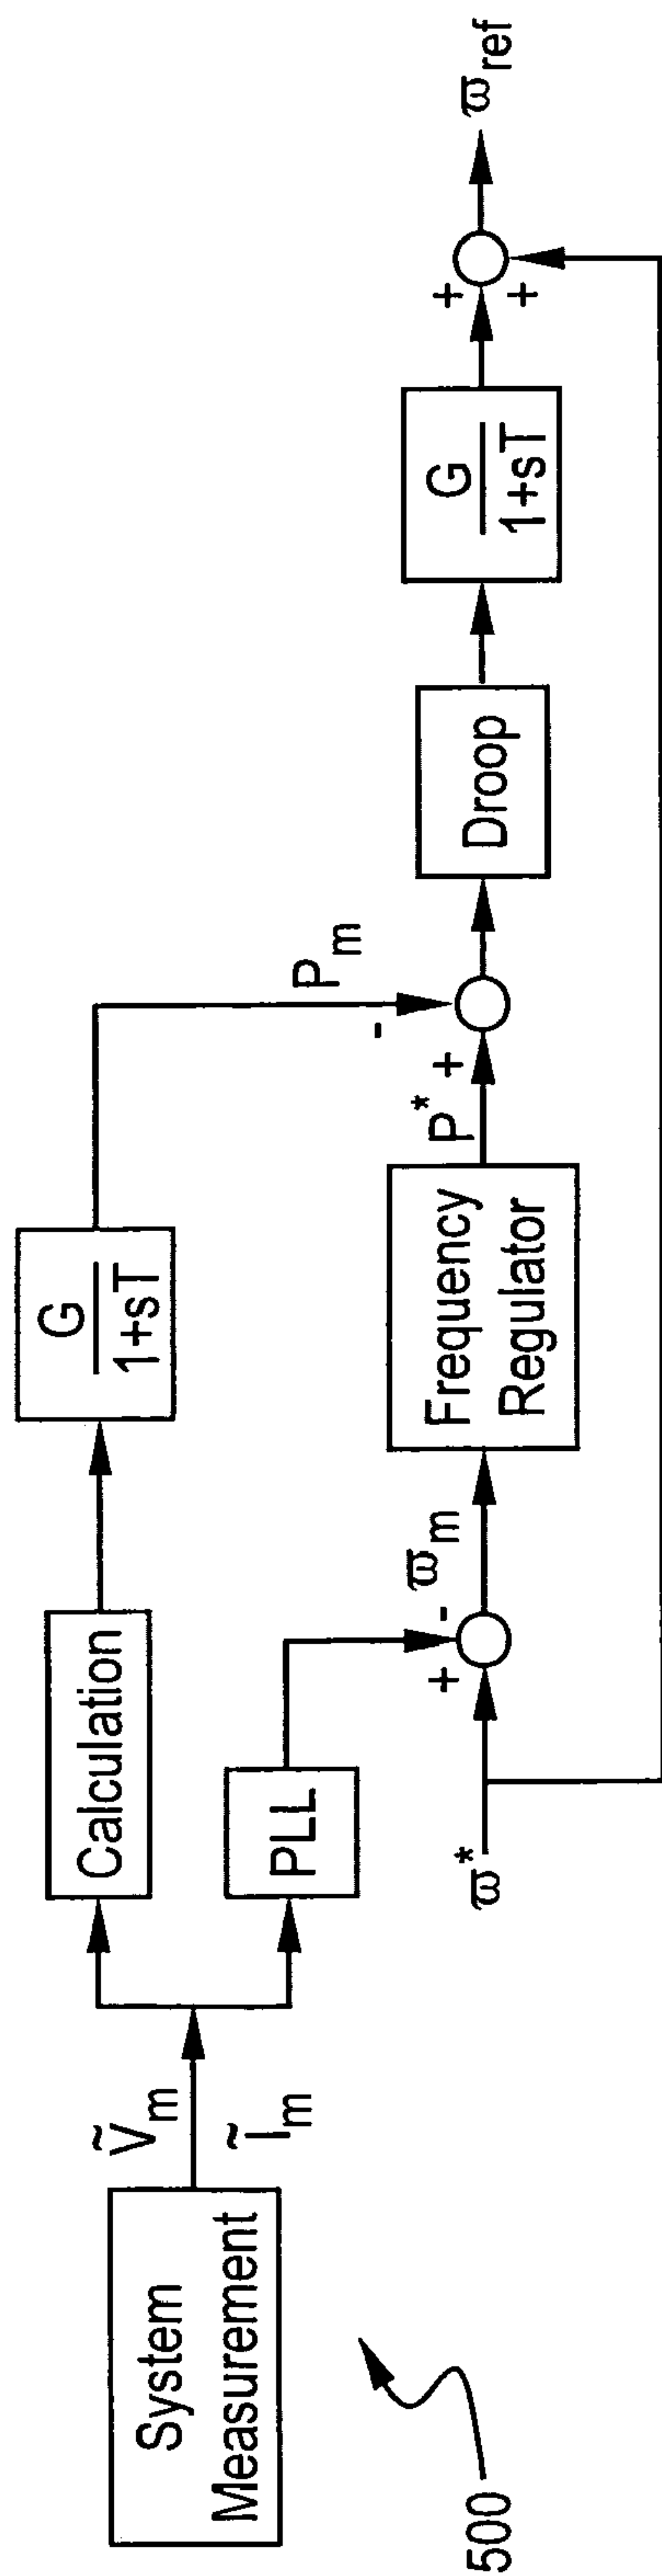 System
Measurement
Ṽm
Ĩm
Calculation
PLL
G
1+sT
Pm
-
ϖ*
+
-
ϖm
Frequency
Regulator
P*
+
Droop
G
1+sT
+
+
ϖref
500